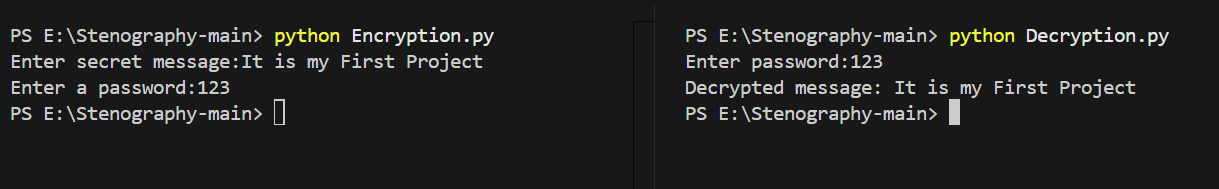 PS E:\Stenography-main> python Encryption.py
Enter secret message:It is my First Project
Enter a password:123
PS E:\Stenography-main>
PS E:\Stenography-main> python Decryption.py
Enter password:123
Decrypted message: It is my First Project
PS E:\Stenography-main>